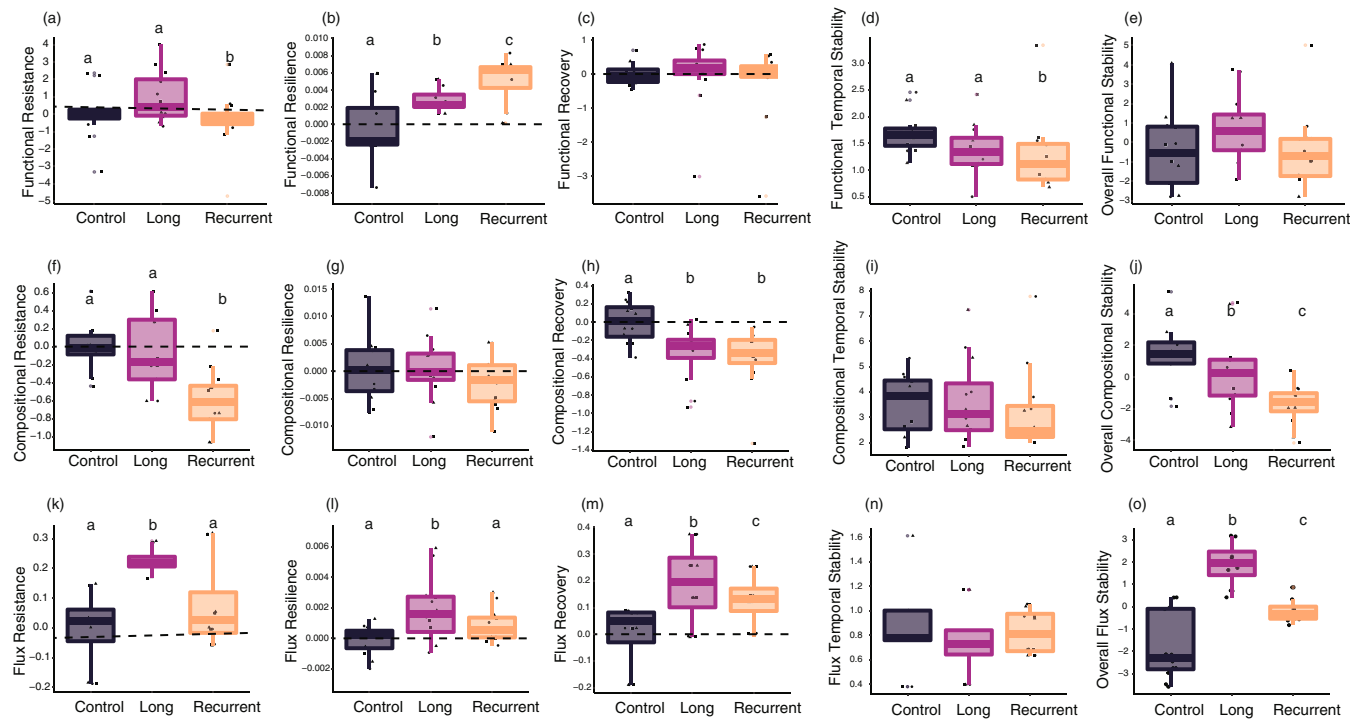 (a)
Functional Resistance
5
4
3
2
1
0
−1
−2
−3
−4
5
a
a
b
Control
Long
Recurrent
(b)
Functional Resilience
0.010
0.008
0.006
0.004
0.002
0.000
−0.002
−0.004
−0.006
−0.008
a
b
c
Control
Long
Recurrent
(c)
Functional Recovery
1
0
−1
−2
−3
Control
Long
Recurrent
(d)
Functional Temporal Stability
3.0
2.5
2.0
1.5
1.0
0.5
a
a
b
Control
Long
Recurrent
(e)
Overall Functional Stability
5
4
3
2
1
0
−1
−2
−3
Control
Long
Recurrent
(f)
Compositional Resistance
0.6
0.4
0.2
0.0
−0.2
−0.4
−0.6
−0.8
−1.0
a
a
b
Control
Long
Recurrent
(g)
Compositional Resilience
0.015
0.010
0.005
0.000
−0.005
−0.010
Control
Long
Recurrent
(h)
Compositional Recovery
0.4
0.2
0.0
−0.2
−0.4
−0.6
−0.8
−1.0
−1.2
−1.4
a
b
b
Control
Long
Recurrent
(i)
Compositional Temporal Stability
8
7
6
5
4
3
2
Control
Long
Recurrent
(j)
Overall Compositional Stability
4
2
0
−2
−4
a
b
c
Control
Long
Recurrent
(k)
Flux Resistance
0.3
0.2
0.1
0.0
−0.1
−0.2
a
b
a
Control
Long
Recurrent
(l)
Flux Resilience
0.006
0.004
0.002
0.000
−0.002
a
b
a
Control
Long
Recurrent
(m)
Flux Recovery
0.4
0.3
0.2
0.1
0.0
−0.1
−0.2
a
b
c
Control
Long
Recurrent
(n)
Flux Temporal Stability
1.6
1.4
1.2
1.0
0.8
0.6
0.4
Control
Long
Recurrent
(o)
Overall Flux Stability
3
2
1
0
−1
−2
−3
a
b
c
Control
Long
Recurrent